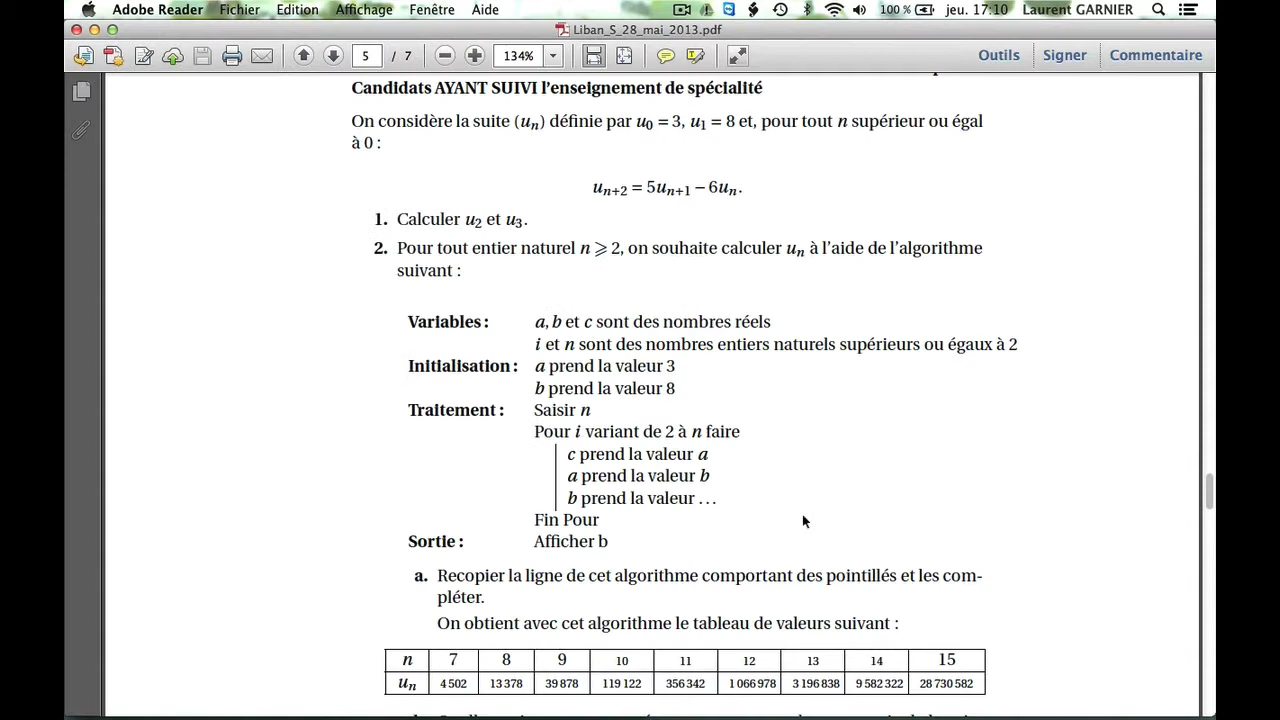 Adobe Reader Fichier Edition Affichage Fenêtre Aide 100 % jeu. 17:10 Laurent GARNIER
Liban_S_28_mai_2013.pdf
5 / 7 134% Outils Signer Commentaire
Candidats AYANT SUIVI l'enseignement de spécialité
On considère la suite (uₙ) définie par u₀ = 3, u₁ = 8 et, pour tout n supérieur ou égal
à 0 :
uₙ₊₂ = 5uₙ₊₁ − 6uₙ.
1. Calculer u₂ et u₃.
2. Pour tout entier naturel n ⩾ 2, on souhaite calculer uₙ à l'aide de l'algorithme
suivant :
Variables : a, b et c sont des nombres réels
i et n sont des nombres entiers naturels supérieurs ou égaux à 2
Initialisation : a prend la valeur 3
b prend la valeur 8
Traitement : Saisir n
Pour i variant de 2 à n faire
c prend la valeur a
a prend la valeur b
b prend la valeur ...
Fin Pour
Sortie : Afficher b
a. Recopier la ligne de cet algorithme comportant des pointillés et les com-
pléter.
On obtient avec cet algorithme le tableau de valeurs suivant :
n 7 8 9 10 11 12 13 14 15
uₙ 4 502 13 378 39 878 119 122 356 342 1 066 978 3 196 838 9 582 322 28 730 582